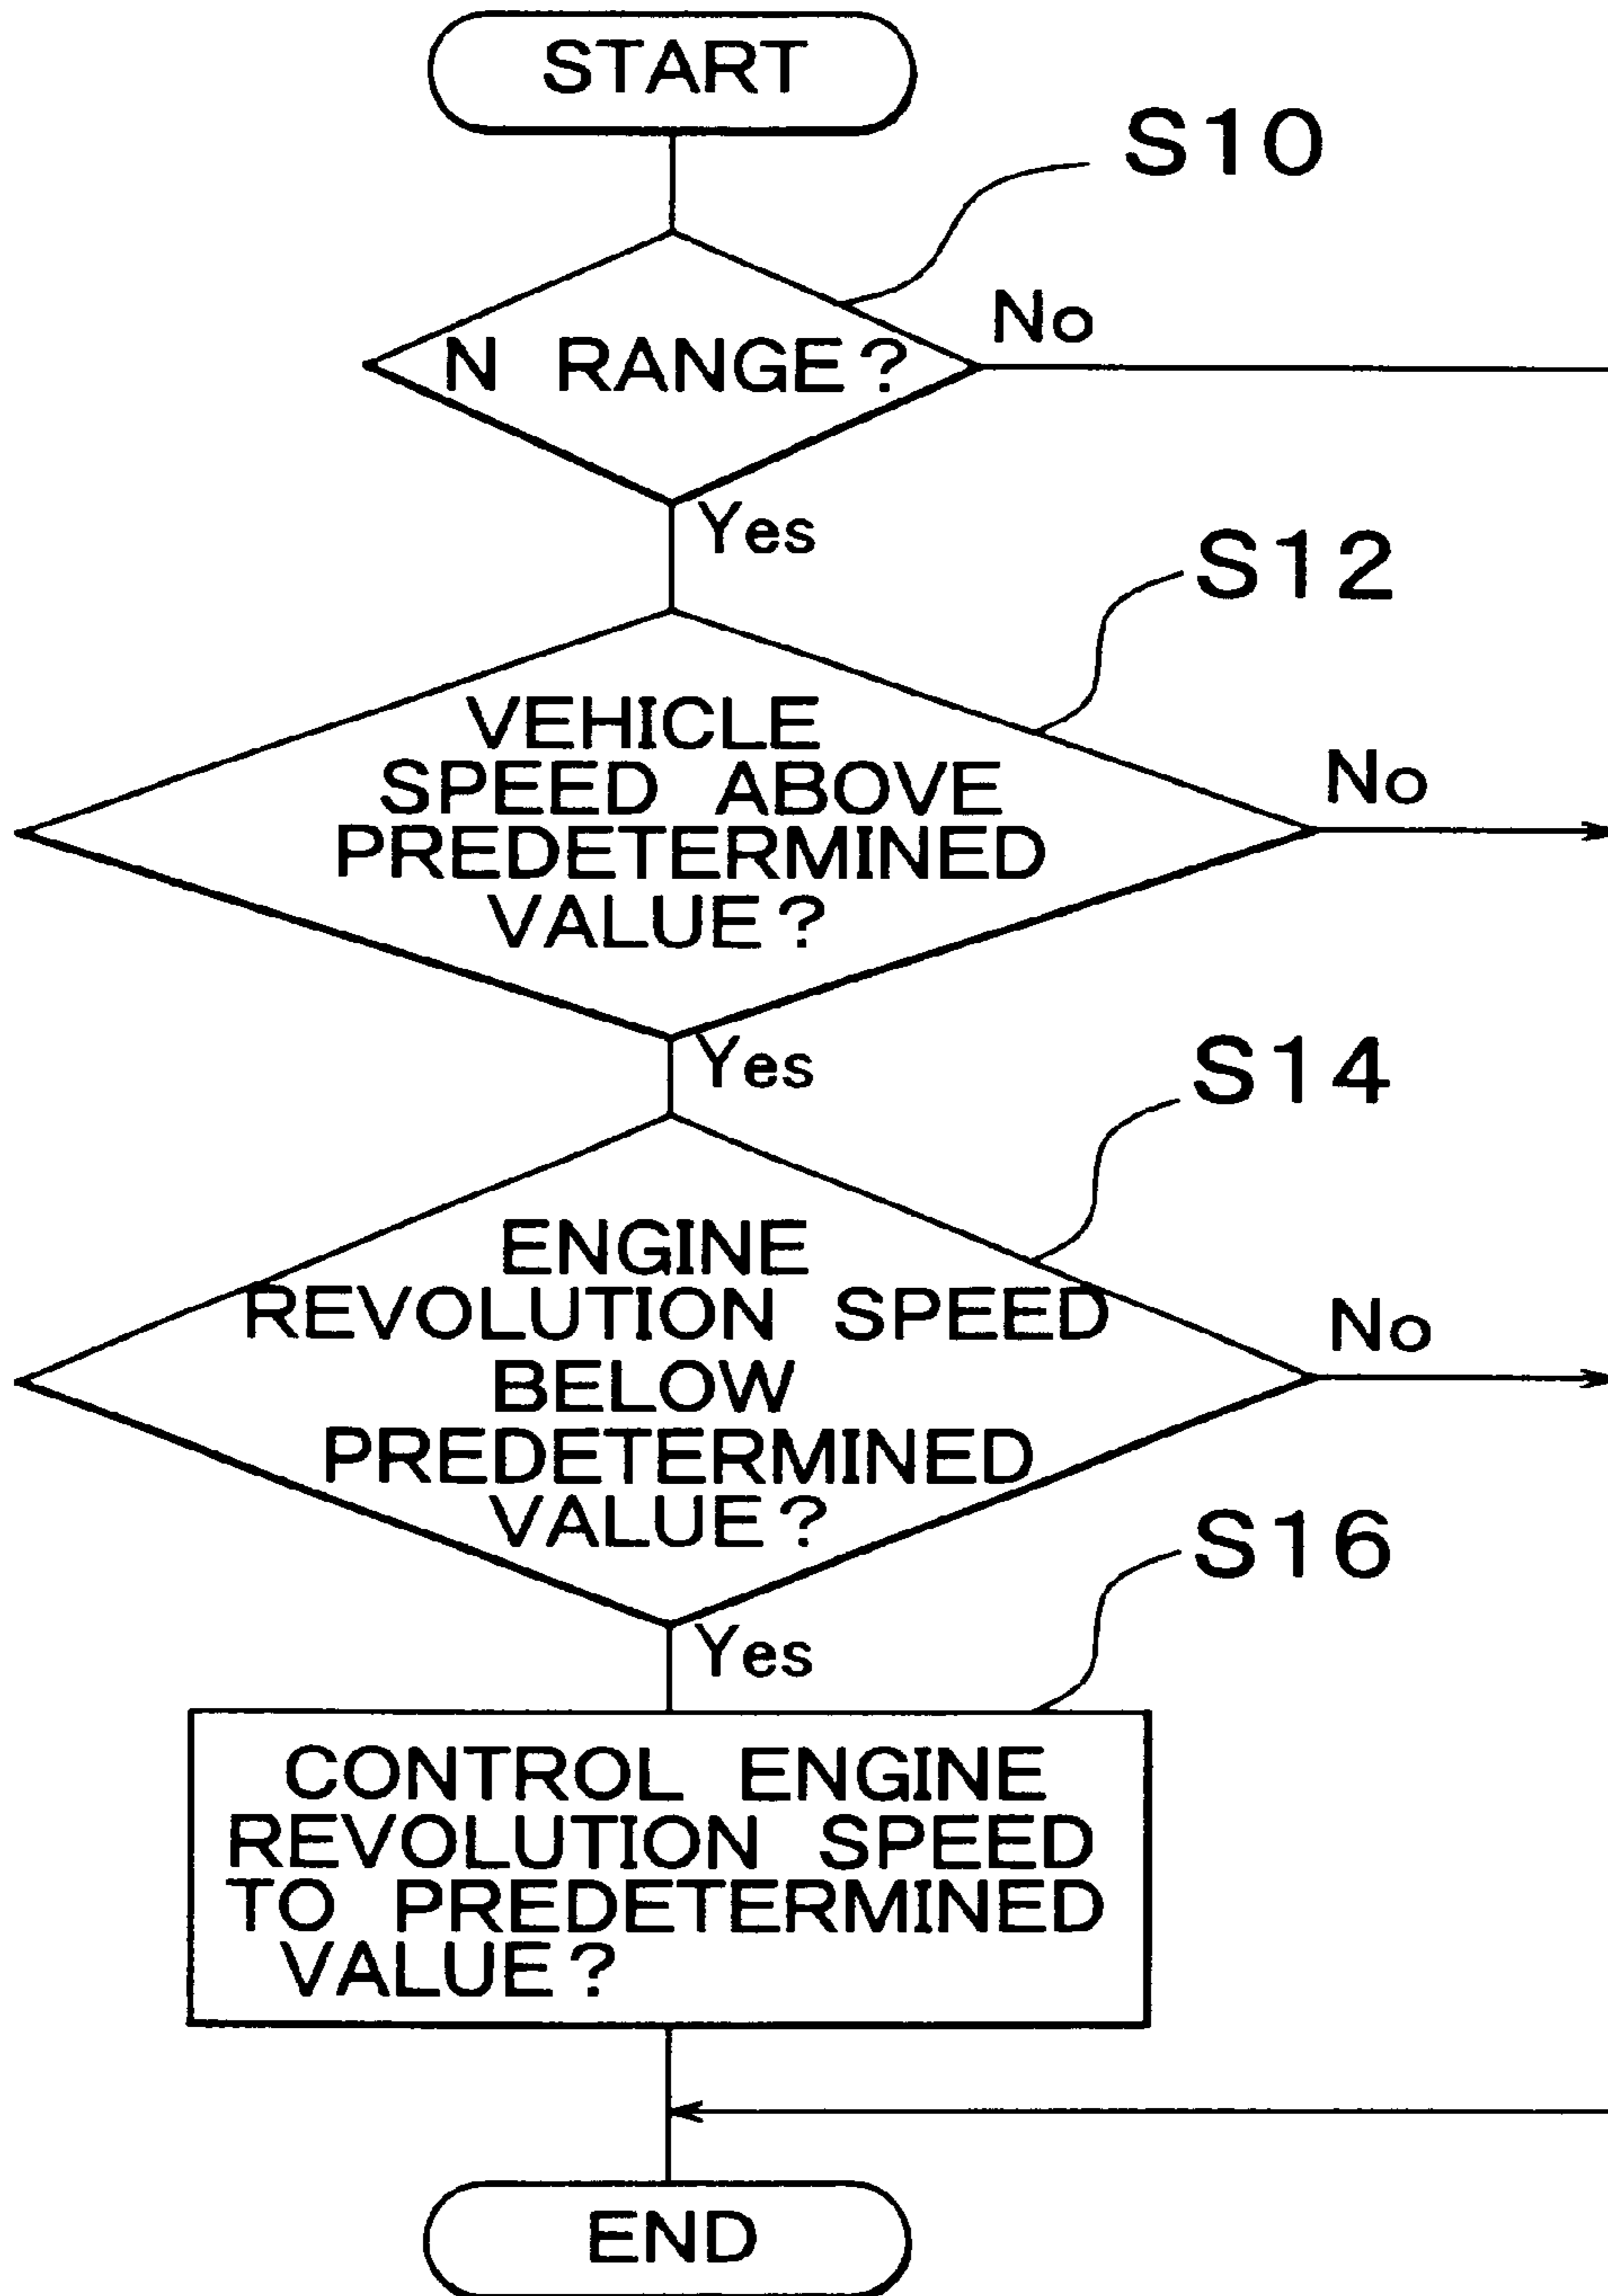 START
S10
N RANGE?
No
Yes
S12
VEHICLE
SPEED ABOVE
PREDETERMINED
VALUE?
No
Yes
S14
ENGINE
REVOLUTION SPEED
BELOW
PREDETERMINED
VALUE?
No
Yes
S16
CONTROL ENGINE
REVOLUTION SPEED
TO PREDETERMINED
VALUE?
END